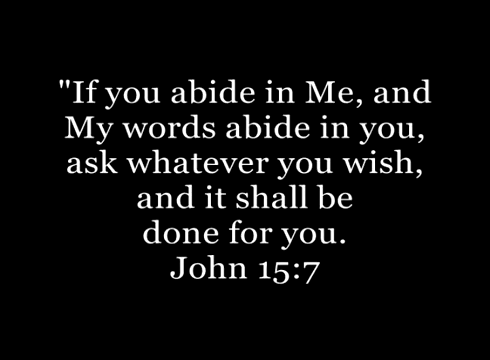 "If you abide in Me, and
My words abide in you,
ask whatever you wish,
and it shall be
done for you.
John 15:7